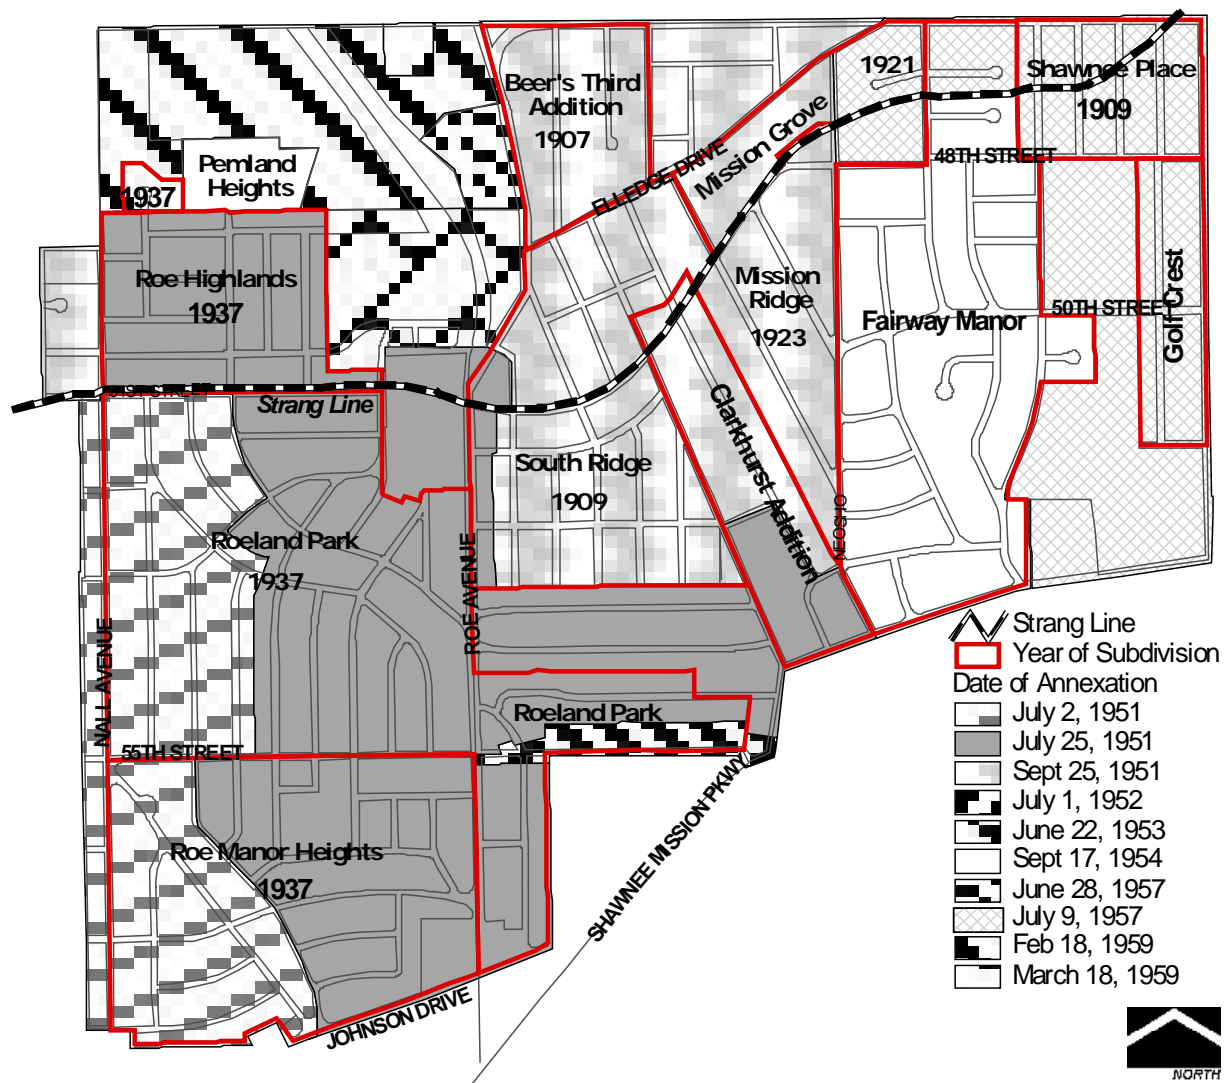 Beer's Third
Addition
1907
1921
Shawnee Place
1909
Mission Grove
ELLEDGE DRIVE
48TH STREET
Pemland
Heights
1937
Roe Highlands
1937
Mission
Ridge
1923
Fairway Manor
50TH STREET
Golf Crest
51ST STREET
Strang Line
Clarkhurst Addition
South Ridge
1909
NEOSHO
Roeland Park
1937
ROE AVENUE
NALL AVENUE
Roeland Park
55TH STREET
SHAWNEE MISSION PKWY
Roe Manor Heights
1937
JOHNSON DRIVE
Strang Line
Year of Subdivision
Date of Annexation
July 2, 1951
July 25, 1951
Sept 25, 1951
July 1, 1952
June 22, 1953
Sept 17, 1954
June 28, 1957
July 9, 1957
Feb 18, 1959
March 18, 1959
NORTH